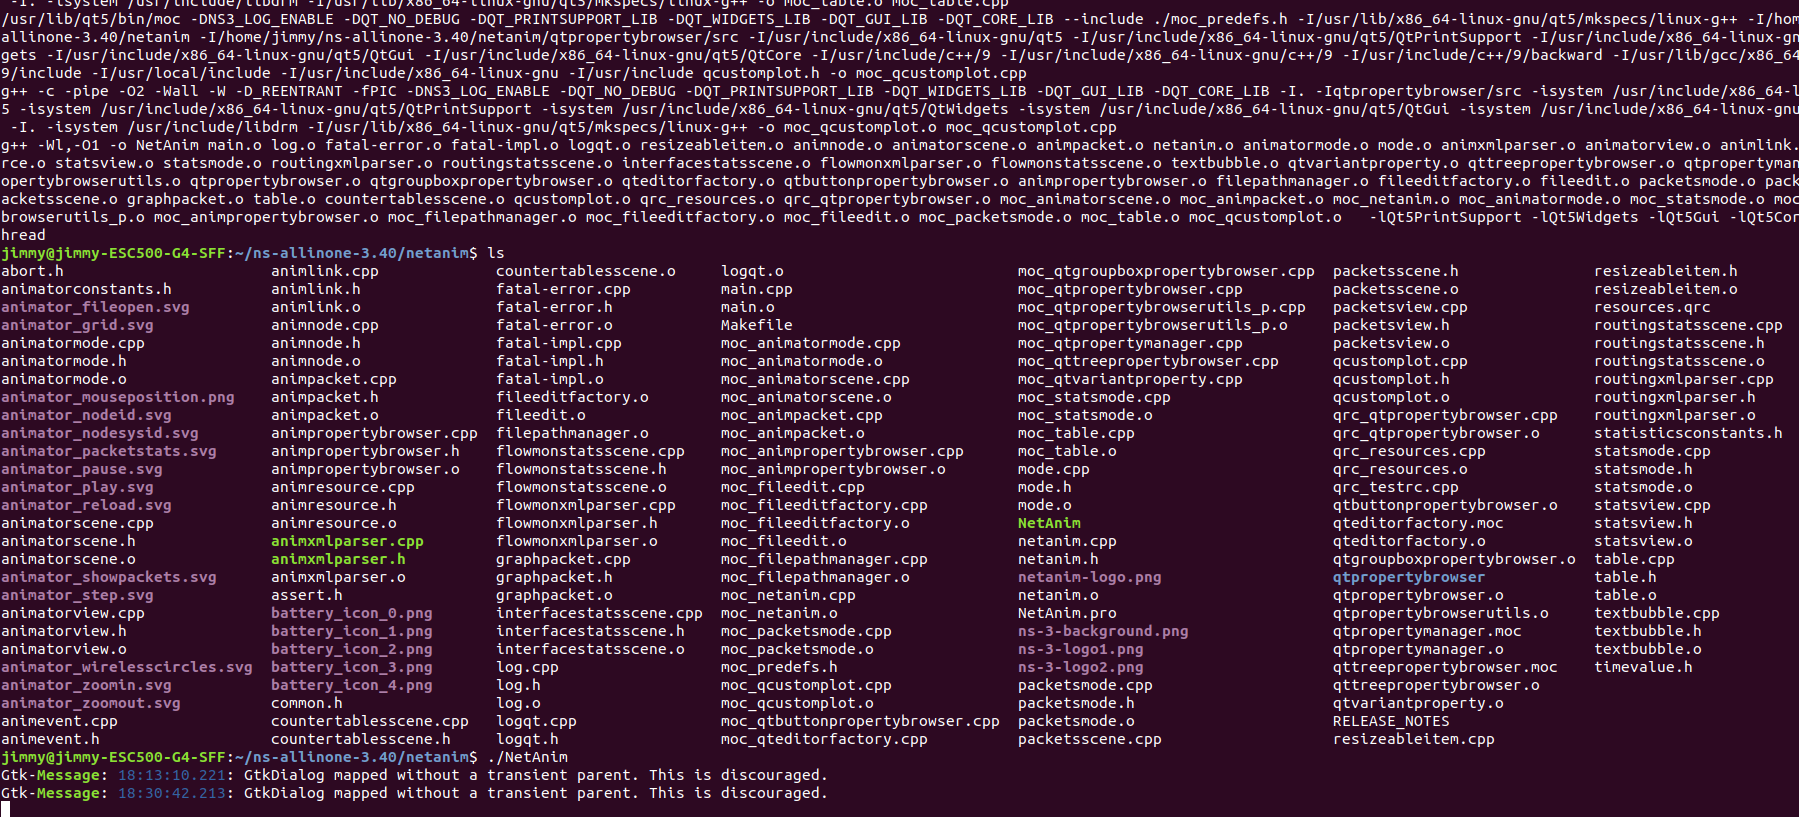 -I. -isystem /usr/include/libdrm -I/usr/lib/x86_64-linux-gnu/qt5/mkspecs/linux-g++ -o moc_table.o moc_table.cpp
/usr/lib/qt5/bin/moc -DNS3_LOG_ENABLE -DQT_NO_DEBUG -DQT_PRINTSUPPORT_LIB -DQT_WIDGETS_LIB -DQT_GUI_LIB -DQT_CORE_LIB --include ./moc_predefs.h -I/usr/lib/x86_64-linux-gnu/qt5/mkspecs/linux-g++ -I/hom
allinone-3.40/netanim -I/home/jimmy/ns-allinone-3.40/netanim/qtpropertybrowser/src -I/usr/include/x86_64-linux-gnu/qt5 -I/usr/include/x86_64-linux-gnu/qt5/QtPrintSupport -I/usr/include/x86_64-linux-gn
gets -I/usr/include/x86_64-linux-gnu/qt5/QtGui -I/usr/include/x86_64-linux-gnu/qt5/QtCore -I/usr/include/c++/9 -I/usr/include/x86_64-linux-gnu/c++/9 -I/usr/include/c++/9/backward -I/usr/lib/gcc/x86_64
9/include -I/usr/local/include -I/usr/include/x86_64-linux-gnu -I/usr/include qcustomplot.h -o moc_qcustomplot.cpp
g++ -c -pipe -O2 -Wall -W -D_REENTRANT -fPIC -DNS3_LOG_ENABLE -DQT_NO_DEBUG -DQT_PRINTSUPPORT_LIB -DQT_WIDGETS_LIB -DQT_GUI_LIB -DQT_CORE_LIB -I. -Iqtpropertybrowser/src -isystem /usr/include/x86_64-l
5 -isystem /usr/include/x86_64-linux-gnu/qt5/QtPrintSupport -isystem /usr/include/x86_64-linux-gnu/qt5/QtWidgets -isystem /usr/include/x86_64-linux-gnu/qt5/QtGui -isystem /usr/include/x86_64-linux-gnu
-I. -isystem /usr/include/libdrm -I/usr/lib/x86_64-linux-gnu/qt5/mkspecs/linux-g++ -o moc_qcustomplot.o moc_qcustomplot.cpp
g++ -Wl,-O1 -o NetAnim main.o log.o fatal-error.o fatal-impl.o logqt.o resizeableitem.o animnode.o animatorscene.o animpacket.o netanim.o animatormode.o mode.o animxmlparser.o animatorview.o animlink.
rce.o statsview.o statsmode.o routingxmlparser.o routingstatsscene.o interfacestatsscene.o flowmonxmlparser.o flowmonstatsscene.o textbubble.o qtvariantproperty.o qttreepropertybrowser.o qtpropertyman
opertybrowserutils.o qtpropertybrowser.o qtgroupboxpropertybrowser.o qteditorfactory.o qtbuttonpropertybrowser.o animpropertybrowser.o filepathmanager.o fileeditfactory.o fileedit.o packetsmode.o pack
acketsscene.o graphpacket.o table.o countertablesscene.o qcustomplot.o qrc_resources.o qrc_qtpropertybrowser.o moc_animatorscene.o moc_animpacket.o moc_netanim.o moc_animatormode.o moc_statsmode.o moc
browserutils_p.o moc_animpropertybrowser.o moc_filepathmanager.o moc_fileeditfactory.o moc_fileedit.o moc_packetsmode.o moc_table.o moc_qcustomplot.o   -lQt5PrintSupport -lQt5Widgets -lQt5Gui -lQt5Cor
hread
jimmy@jimmy-ESC500-G4-SFF:~/ns-allinone-3.40/netanim$ ls
abort.h animlink.cpp countertablesscene.o logqt.o moc_qtgroupboxpropertybrowser.cpp packetsscene.h resizeableitem.h
animatorconstants.h animlink.h fatal-error.cpp main.cpp moc_qtpropertybrowser.cpp packetsscene.o resizeableitem.o
animator_fileopen.svg animlink.o fatal-error.h main.o moc_qtpropertybrowserutils_p.cpp packetsview.cpp resources.qrc
animator_grid.svg animnode.cpp fatal-error.o Makefile moc_qtpropertybrowserutils_p.o packetsview.h routingstatsscene.cpp
animatormode.cpp animnode.h fatal-impl.cpp moc_animatormode.cpp moc_qtpropertymanager.cpp packetsview.o routingstatsscene.h
animatormode.h animnode.o fatal-impl.h moc_animatormode.o moc_qttreepropertybrowser.cpp qcustomplot.cpp routingstatsscene.o
animatormode.o animpacket.cpp fatal-impl.o moc_animatorscene.cpp moc_qtvariantproperty.cpp qcustomplot.h routingxmlparser.cpp
animator_mouseposition.png animpacket.h fileeditfactory.o moc_animatorscene.o moc_statsmode.cpp qcustomplot.o routingxmlparser.h
animator_nodeid.svg animpacket.o fileedit.o moc_animpacket.cpp moc_statsmode.o qrc_qtpropertybrowser.cpp routingxmlparser.o
animator_nodesysid.svg animpropertybrowser.cpp filepathmanager.o moc_animpacket.o moc_table.cpp qrc_qtpropertybrowser.o statisticsconstants.h
animator_packetstats.svg animpropertybrowser.h flowmonstatsscene.cpp moc_animpropertybrowser.cpp moc_table.o qrc_resources.cpp statsmode.cpp
animator_pause.svg animpropertybrowser.o flowmonstatsscene.h moc_animpropertybrowser.o mode.cpp qrc_resources.o statsmode.h
animator_play.svg animresource.cpp flowmonstatsscene.o moc_fileedit.cpp mode.h qrc_testrc.cpp statsmode.o
animator_reload.svg animresource.h flowmonxmlparser.cpp moc_fileeditfactory.cpp mode.o qtbuttonpropertybrowser.o statsview.cpp
animatorscene.cpp animresource.o flowmonxmlparser.h moc_fileeditfactory.o NetAnim qteditorfactory.moc statsview.h
animatorscene.h animxmlparser.cpp flowmonxmlparser.o moc_fileedit.o netanim.cpp qteditorfactory.o statsview.o
animatorscene.o animxmlparser.h graphpacket.cpp moc_filepathmanager.cpp netanim.h qtgroupboxpropertybrowser.o table.cpp
animator_showpackets.svg animxmlparser.o graphpacket.h moc_filepathmanager.o netanim-logo.png qtpropertybrowser table.h
animator_step.svg assert.h graphpacket.o moc_netanim.cpp netanim.o qtpropertybrowser.o table.o
animatorview.cpp battery_icon_0.png interfacestatsscene.cpp moc_netanim.o NetAnim.pro qtpropertybrowserutils.o textbubble.cpp
animatorview.h battery_icon_1.png interfacestatsscene.h moc_packetsmode.cpp ns-3-background.png qtpropertymanager.moc textbubble.h
animatorview.o battery_icon_2.png interfacestatsscene.o moc_packetsmode.o ns-3-logo1.png qtpropertymanager.o textbubble.o
animator_wirelesscircles.svg battery_icon_3.png log.cpp moc_predefs.h ns-3-logo2.png qttreepropertybrowser.moc timevalue.h
animator_zoomin.svg battery_icon_4.png log.h moc_qcustomplot.cpp packetsmode.cpp qttreepropertybrowser.o
animator_zoomout.svg common.h log.o moc_qcustomplot.o packetsmode.h qtvariantproperty.o
animevent.cpp countertablesscene.cpp logqt.cpp moc_qtbuttonpropertybrowser.cpp packetsmode.o RELEASE_NOTES
animevent.h countertablesscene.h logqt.h moc_qteditorfactory.cpp packetsscene.cpp resizeableitem.cpp
jimmy@jimmy-ESC500-G4-SFF:~/ns-allinone-3.40/netanim$ ./NetAnim
Gtk-Message: 18:13:10.221: GtkDialog mapped without a transient parent. This is discouraged.
Gtk-Message: 18:30:42.213: GtkDialog mapped without a transient parent. This is discouraged.